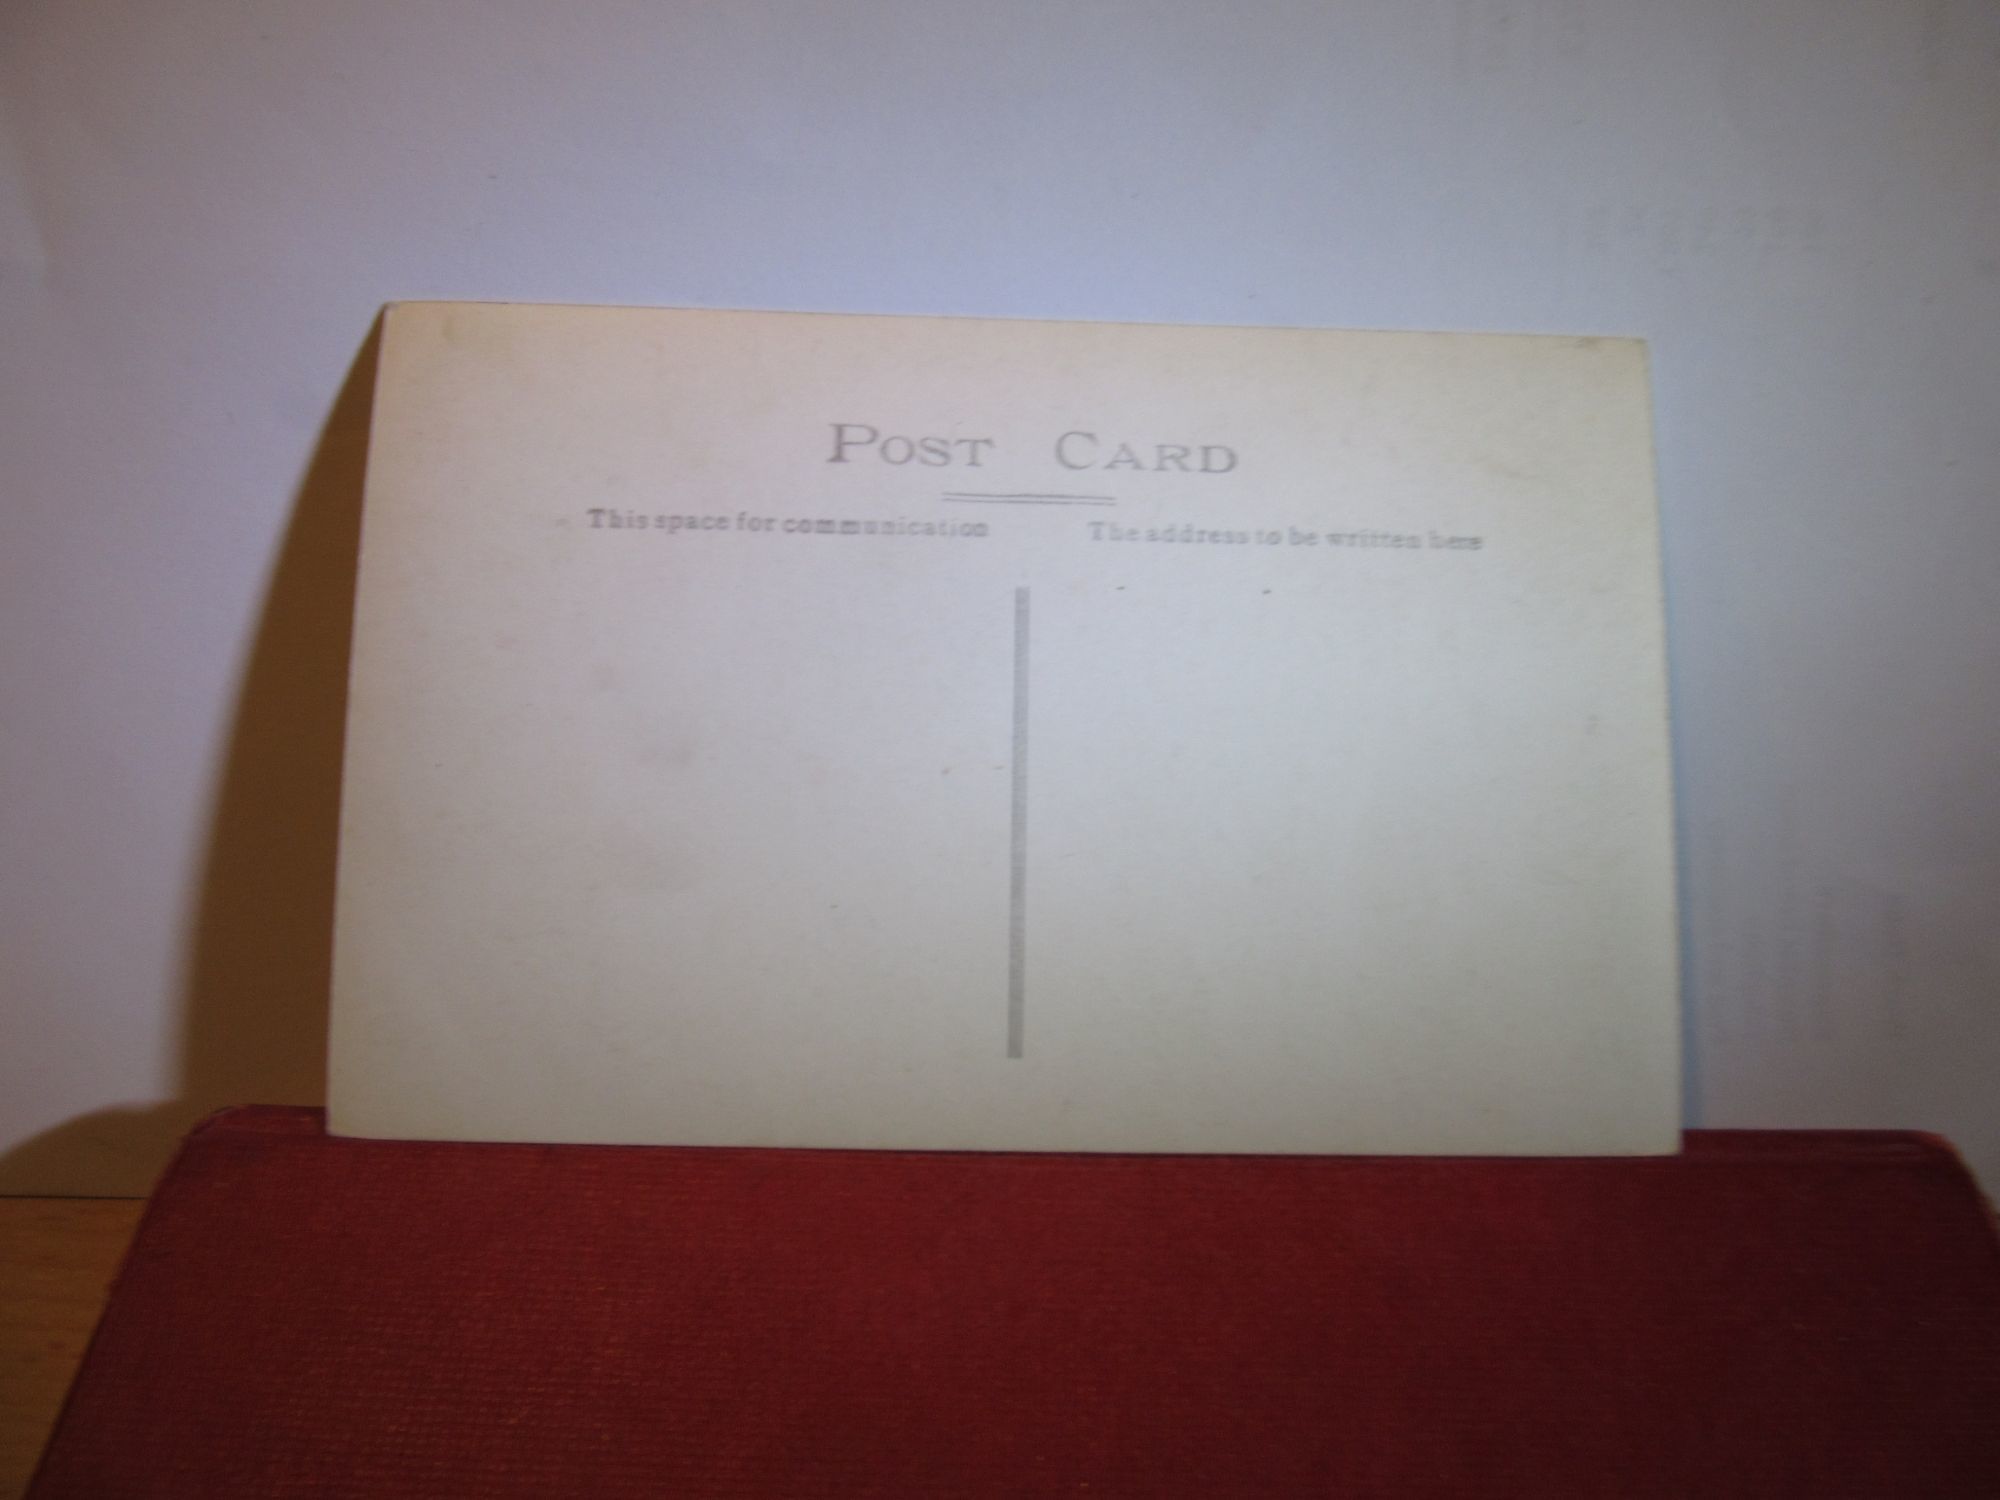 POST CARD
This space for communication
The address to be written here